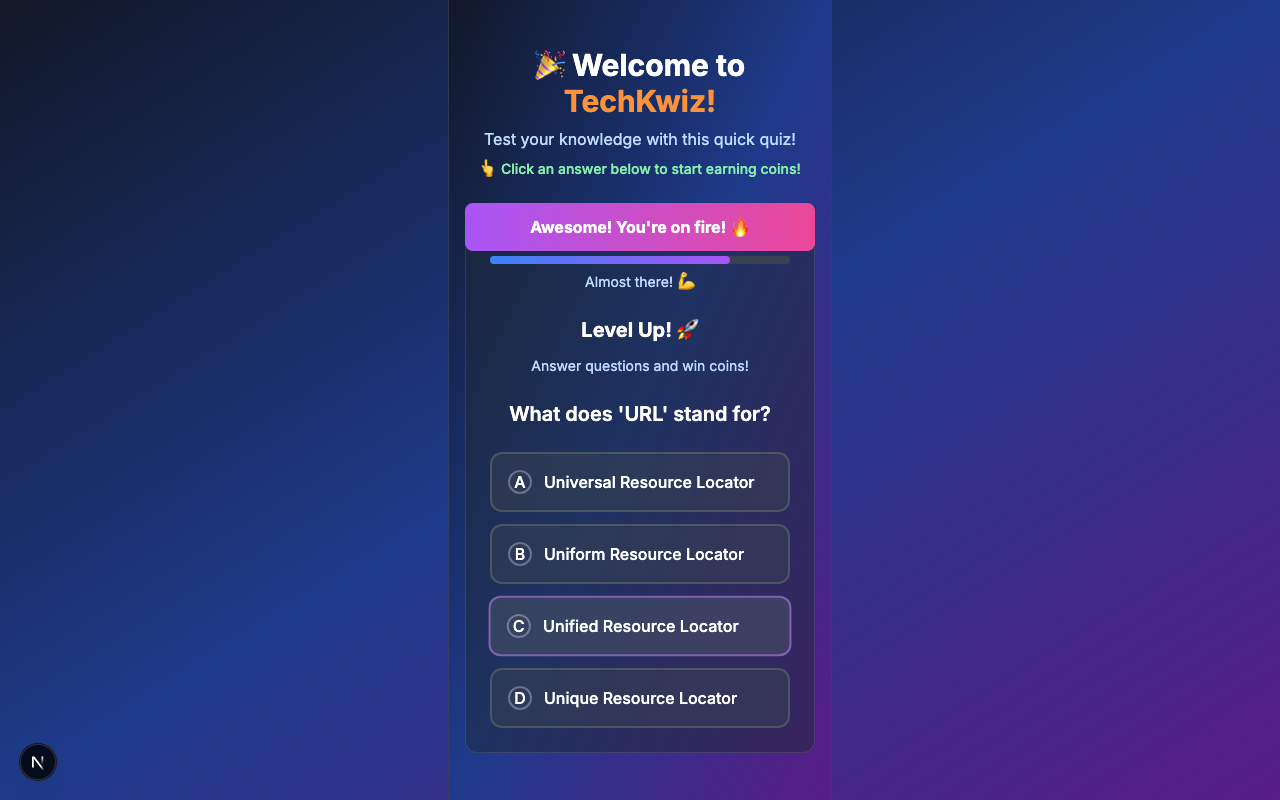 🎉 Welcome to
TechKwiz!
Test your knowledge with this quick quiz!
👆 Click an answer below to start earning coins!
Awesome! You're on fire! 🔥
Almost there! 💪
Level Up! 🚀
Answer questions and win coins!
What does 'URL' stand for?
A Universal Resource Locator
B Uniform Resource Locator
C Unified Resource Locator
D Unique Resource Locator
N